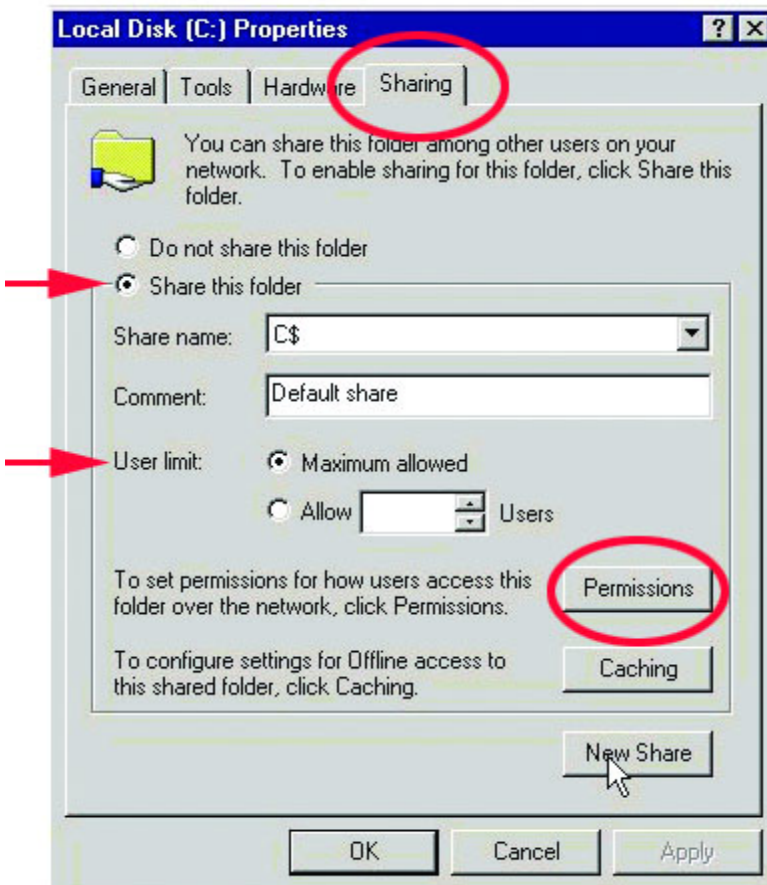 Local Disk (C:) Properties
? X
General Tools Hardware Sharing
You can share this folder among other users on your
network. To enable sharing for this folder, click Share this
folder.
Do not share this folder
Share this folder
Share name: C$
Comment: Default share
User limit: Maximum allowed
Allow Users
To set permissions for how users access this
folder over the network, click Permissions.
Permissions
To configure settings for Offline access to
this shared folder, click Caching.
Caching
New Share
OK Cancel Apply